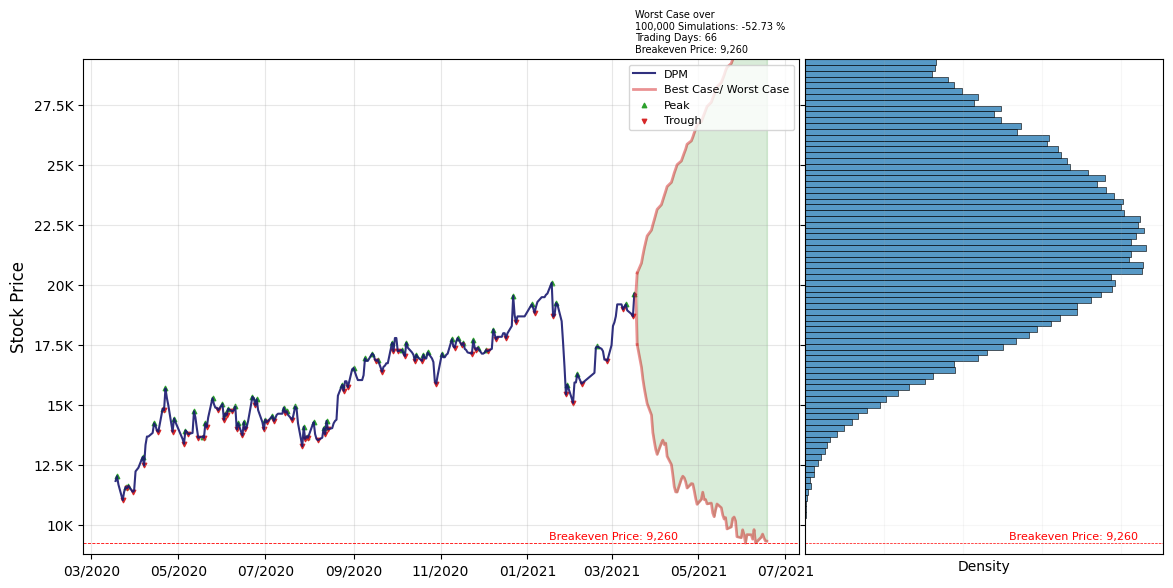 Worst Case over
100,000 Simulations: -52.73 %
Trading Days: 66
Breakeven Price: 9,260
DPM
Best Case/ Worst Case
Peak
Trough
Stock Price
27.5K
25K
22.5K
20K
17.5K
15K
12.5K
10K
Breakeven Price: 9,260
Breakeven Price: 9,260
03/2020
05/2020
07/2020
09/2020
11/2020
01/2021
03/2021
05/2021
07/2021
Density